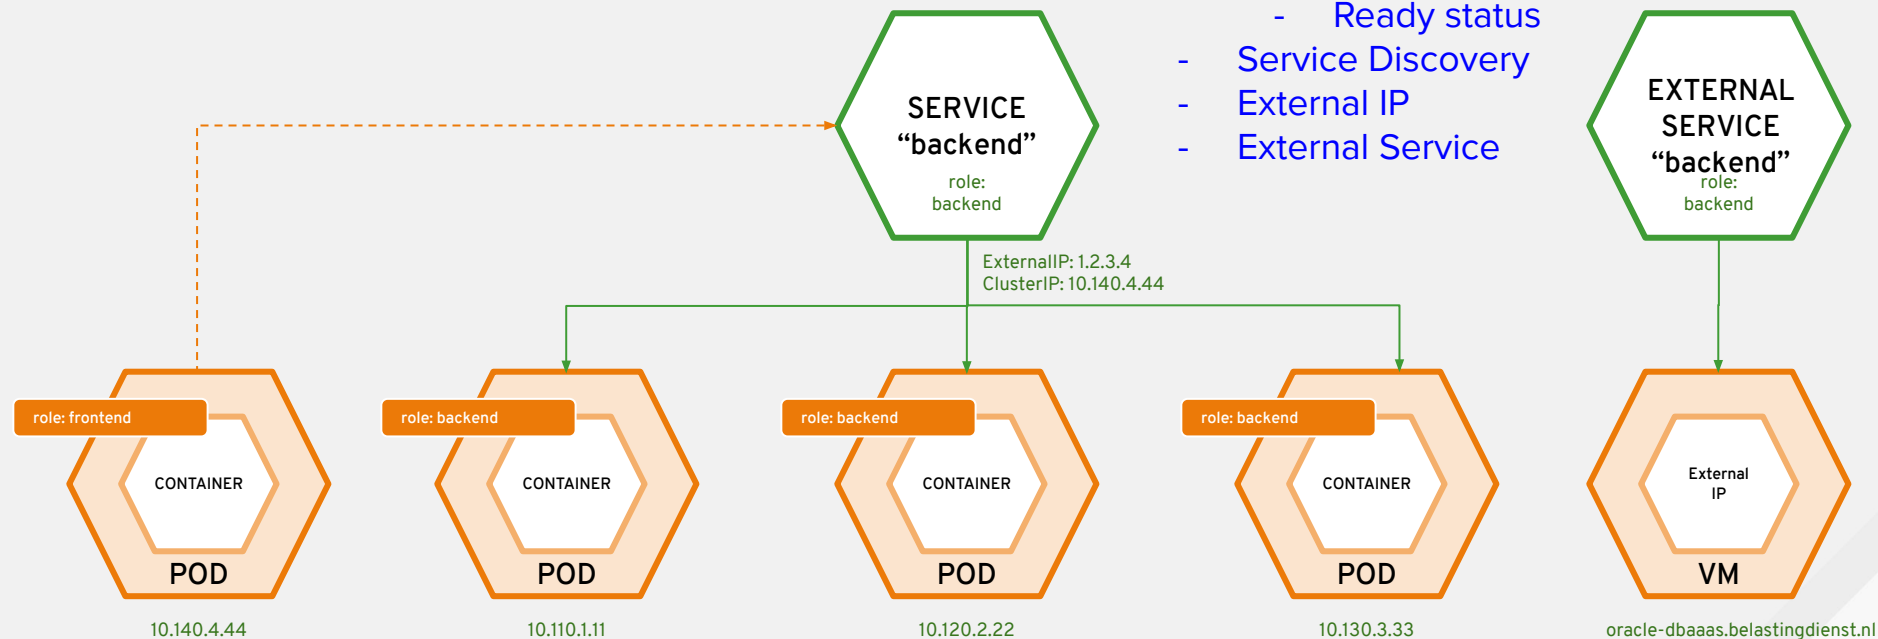 - Ready status
- Service Discovery
- External IP
- External Service
SERVICE
“backend”
role:
backend
EXTERNAL
SERVICE
“backend”
role:
backend
ExternalIP: 1.2.3.4
ClusterIP: 10.140.4.44
role: frontend
CONTAINER
POD
10.140.4.44
role: backend
CONTAINER
POD
10.110.1.11
role: backend
CONTAINER
POD
10.120.2.22
role: backend
CONTAINER
POD
10.130.3.33
External
IP
VM
oracle-dbaaas.belastingdienst.nl